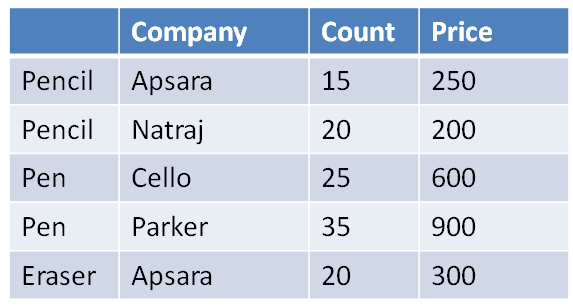 Company Count Price
Pencil Apsara 15 250
Pencil Natraj 20 200
Pen Cello 25 600
Pen Parker 35 900
Eraser Apsara 20 300